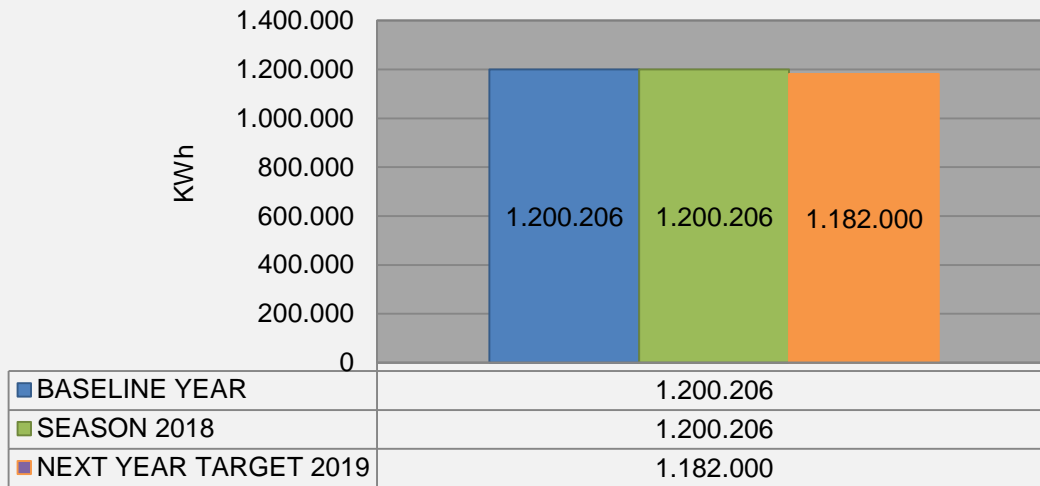 1.400.000
1.200.000
1.000.000
800.000
600.000
400.000
200.000
0
KWh
1.200.206 1.200.206 1.182.000
BASELINE YEAR 1.200.206
SEASON 2018 1.200.206
NEXT YEAR TARGET 2019 1.182.000